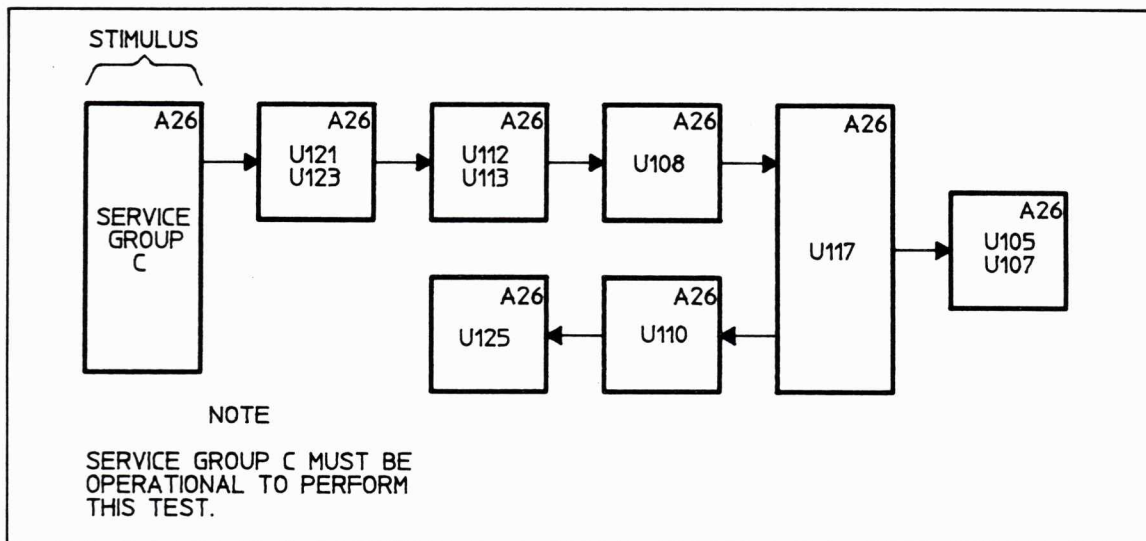 STIMULUS
A26
SERVICE
GROUP
C
A26
U121
U123
A26
U112
U113
A26
U108
A26
U117
A26
U105
U107
A26
U125
A26
U110
NOTE
SERVICE GROUP C MUST BE
OPERATIONAL TO PERFORM
THIS TEST.